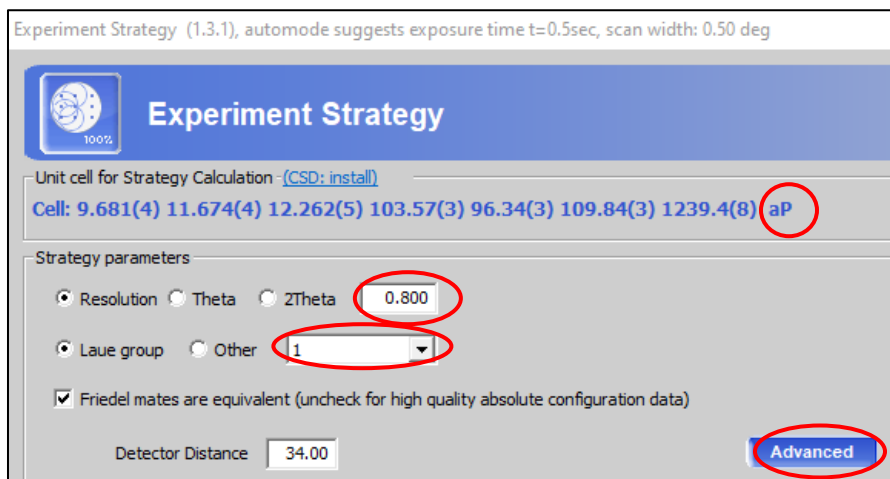 Experiment Strategy (1.3.1), automode suggests exposure time t=0.5sec, scan width: 0.50 deg
100%
Experiment Strategy
Unit cell for Strategy Calculation (CSD: install)
Cell: 9.681(4) 11.674(4) 12.262(5) 103.57(3) 96.34(3) 109.84(3) 1239.4(8) aP
Strategy parameters
Resolution Theta 2Theta 0.800
Laue group Other 1
Friedel mates are equivalent (uncheck for high quality absolute configuration data)
Detector Distance 34.00 Advanced